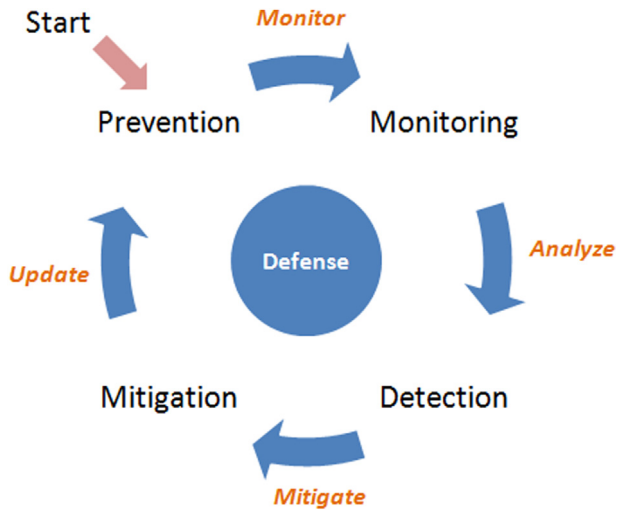 Start
Monitor
Prevention
Monitoring
Update
Defense
Analyze
Mitigation
Detection
Mitigate